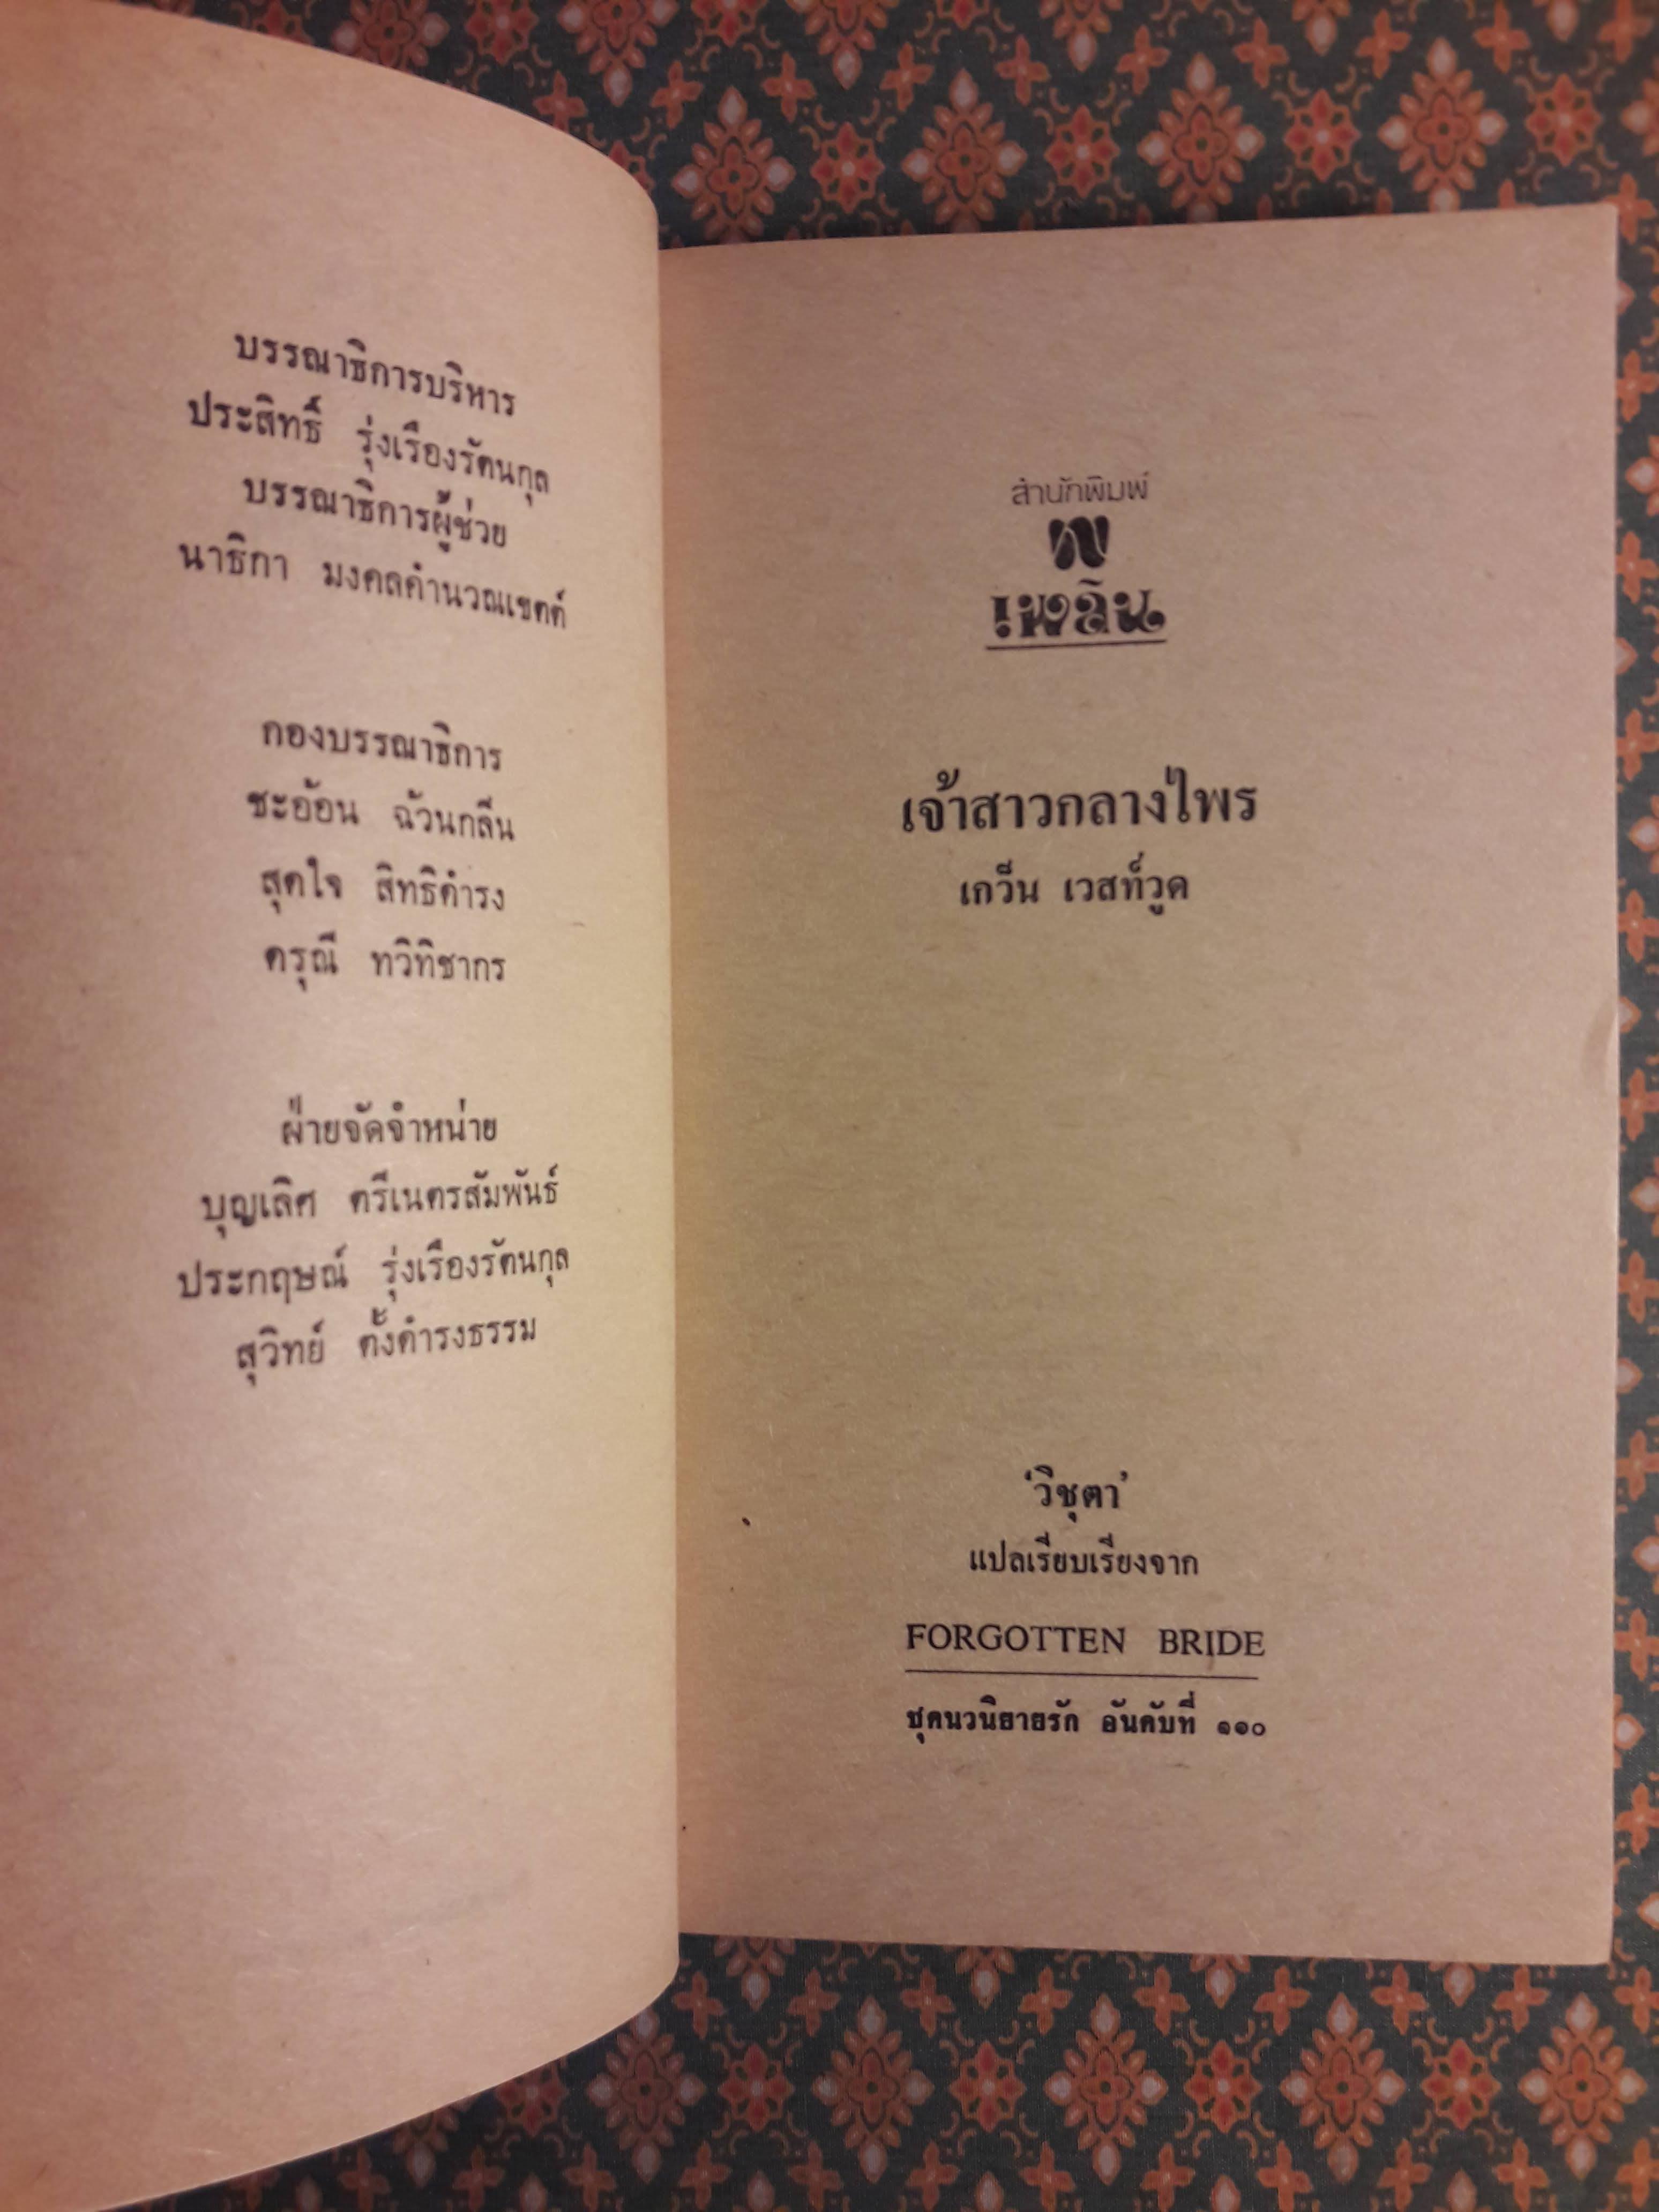 บรรณาธิการบริหาร
ประสิทธิ์ รุ่งเรืองรัตนกุล
บรรณาธิการผู้ช่วย
นาธิกา มงคลคำนวณเขตต์
กองบรรณาธิการ
ชะอ้อน ฉ้วนกลีน
สุดใจ สิทธิดำรง
ดรุณี ทวิทิชากร
ฝ่ายจัดจำหน่าย
บุญเลิศ ตรีเนตรสัมพันธ์
ประกฤษณ์ รุ่งเรืองรัตนกุล
สุวิทย์ ตั้งดำรงธรรม
สำนักพิมพ์
พ
เพลิน
เจ้าสาวกลางไพร
เกวีน เวสท์วูด
'วิชุตา'
แปลเรียบเรียงจาก
FORGOTTEN BRIDE
ชุดนวนิยายรัก อันดับที่ ๑๑๐